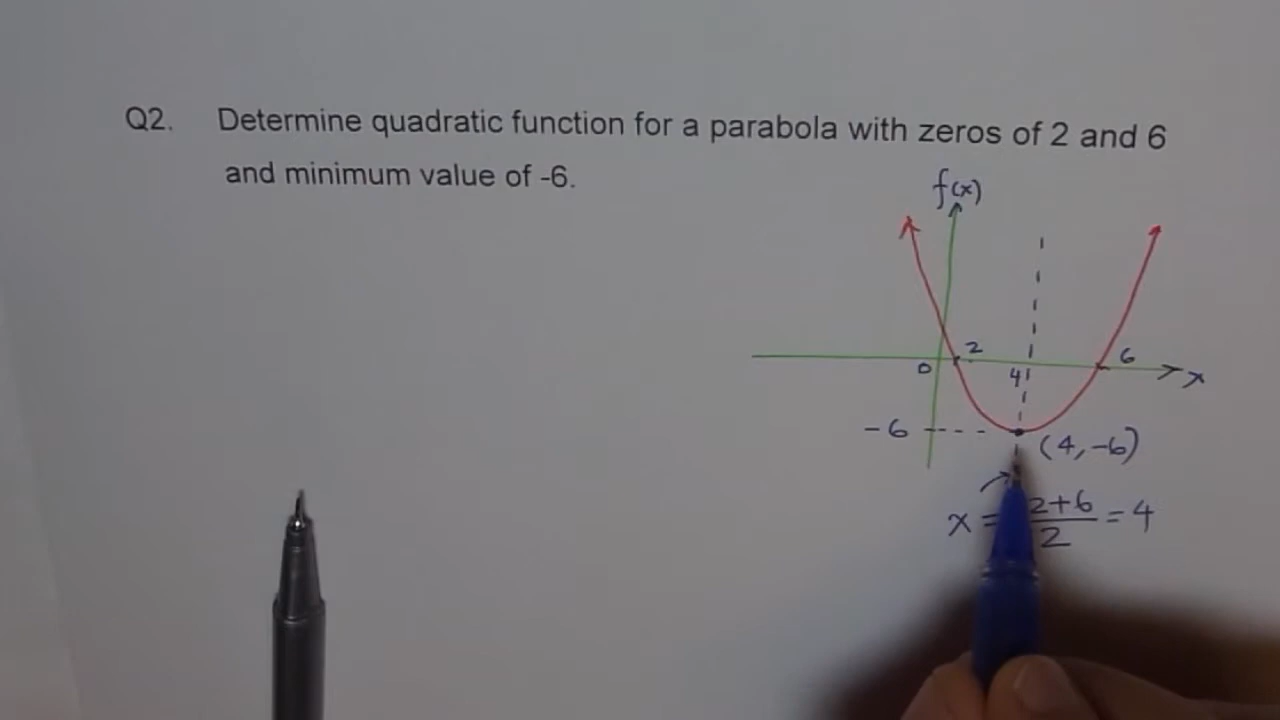 Q2. Determine quadratic function for a parabola with zeros of 2 and 6
and minimum value of -6.
f(x)
2
6
0
4
x
-6
(4, -6)
x = 2+6/2 = 4